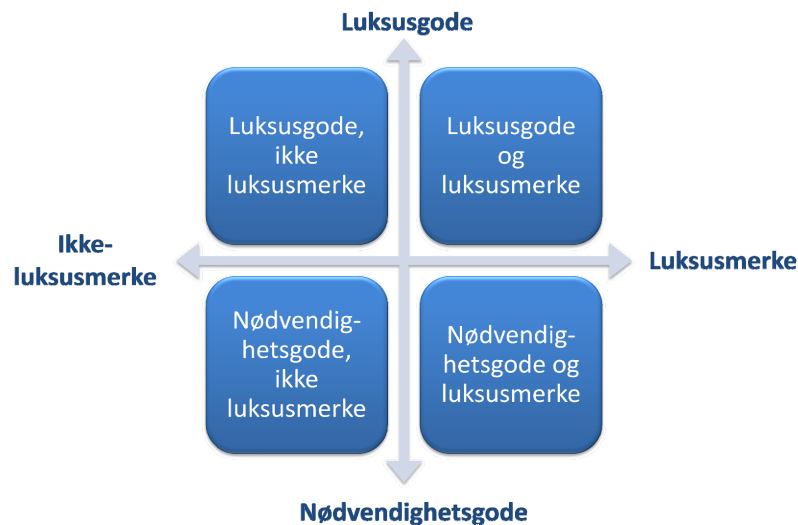 Luksusgode
Luksusgode,
ikke
luksusmerke
Luksusgode
og
luksusmerke
Ikke-
luksusmerke
Luksusmerke
Nødvendig-
hetsgode,
ikke
luksusmerke
Nødvendig-
hetsgode og
luksusmerke
Nødvendighetsgode